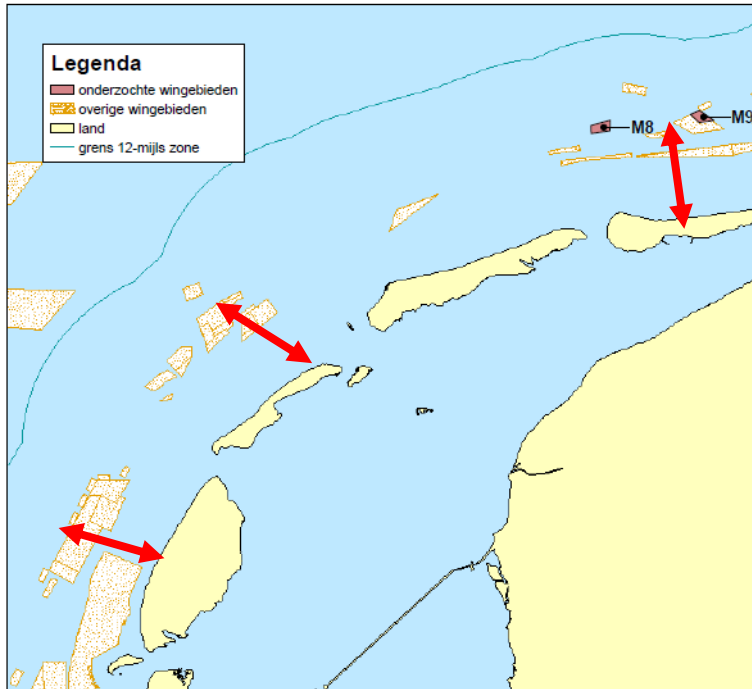 Legenda
onderzochte wingebieden
overige wingebieden
land
grens 12-mijls zone
M8
M9